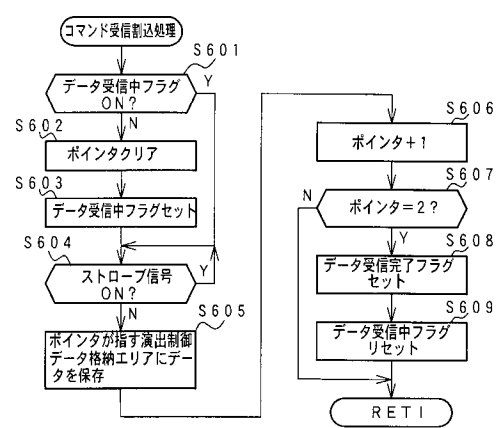 コマンド受信割込処理
S601
データ受信中フラグ
ON?
Y
N
S602
ポインタクリア
S603
データ受信中フラグセット
S604
ストローブ信号
ON?
Y
N
S605
ポインタが指す演出制御
データ格納エリアにデー
タを保存
S606
ポインタ+1
S607
ポインタ=2?
N
Y
S608
データ受信完了フラグ
セット
S609
データ受信中フラグ
リセット
RETI